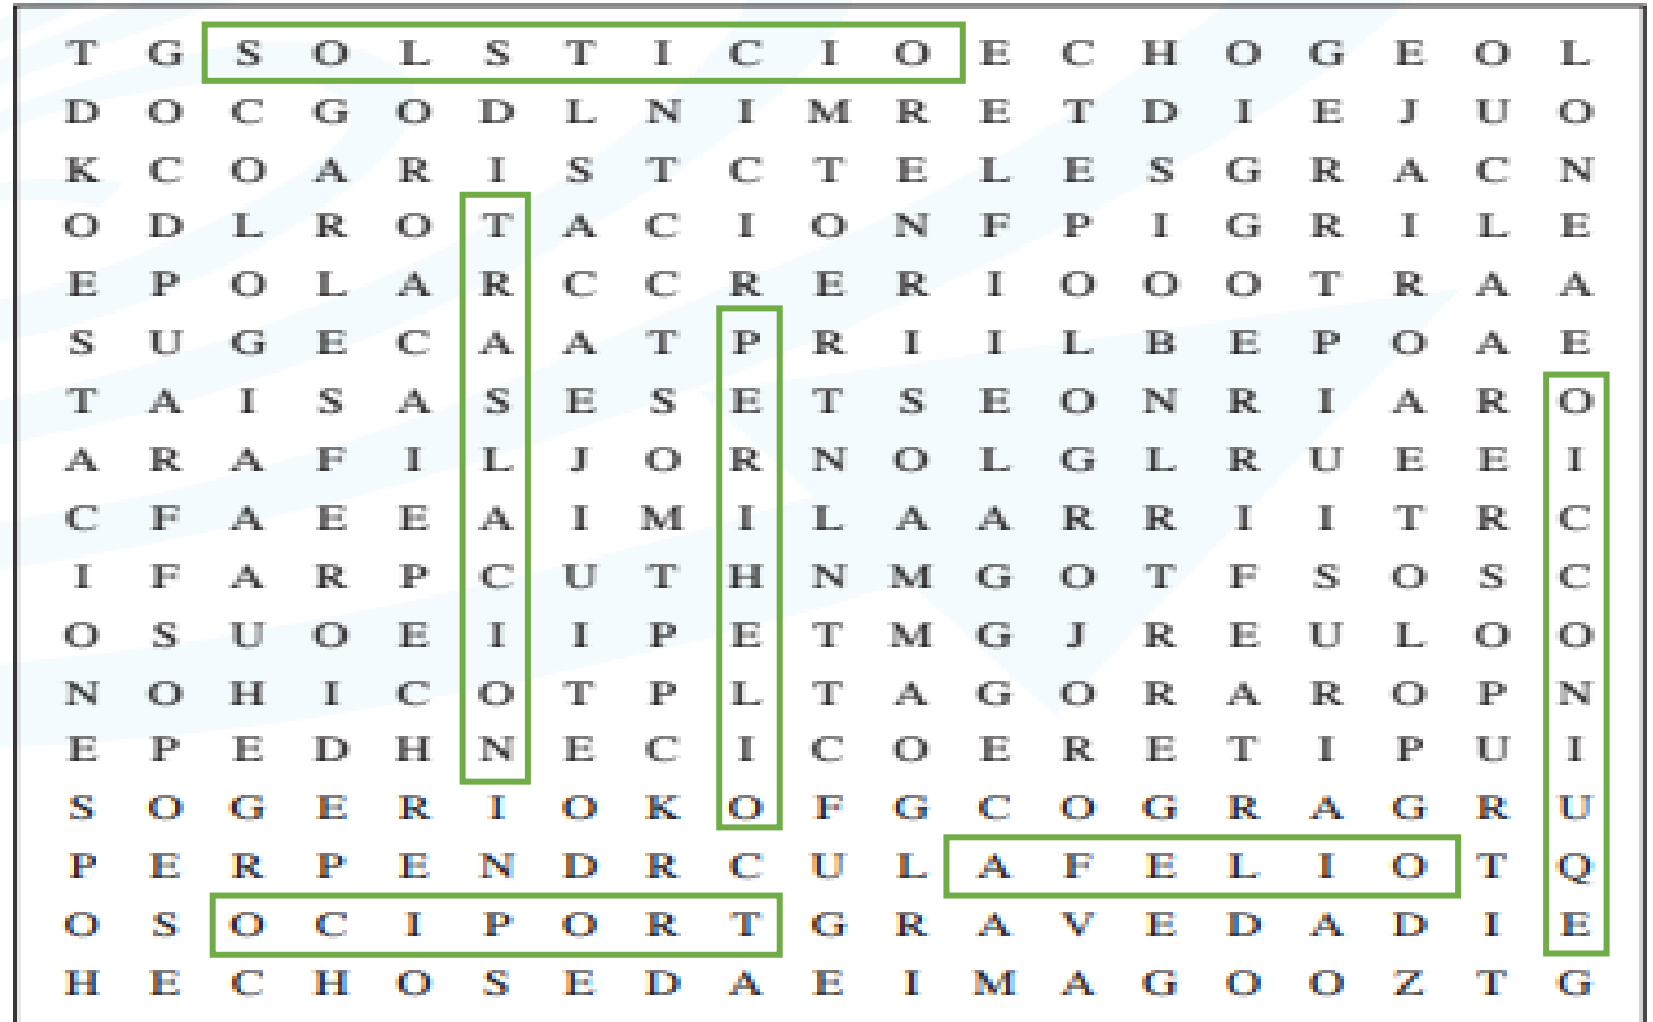 T G S O L S T I C I O E C H O G E O L
D O C G O D L N I M R E T D I E J U O
K C O A R I S T C T E L E S G R A C N
O D L R O T A C I O N F P I G R I L E
E P O L A R C C R E R I O O O T R A A
S U G E C A A T P R I I L B E P O A E
T A I S A S E S E T S E O N R I A R O
A R A F I L J O R N O L G L R U E E I
C F A E E A I M I L A A R R I I T R C
I F A R P C U T H N M G O T F S O S C
O S U O E I I P E T M G J R E U L O O
N O H I C O T P L T A G O R A R O P N
E P E D H N E C I C O E R E T I P U I
S O G E R I O K O F G C O G R A G R U
P E R P E N D R C U L A F E L I O T Q
O S O C I P O R T G R A V E D A D I E
H E C H O S E D A E I M A G O O Z T G